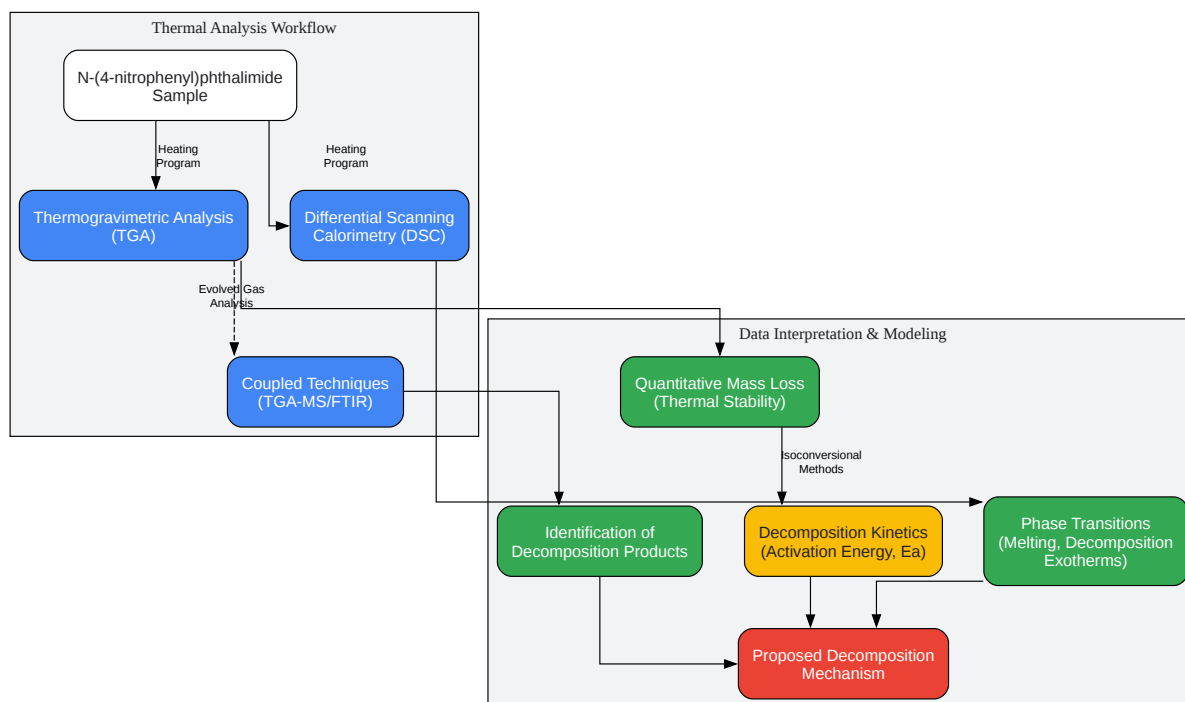 Thermal Analysis Workflow
N-(4-nitrophenyl)phthalimide
Sample
Heating
Program
Heating
Program
Thermogravimetric Analysis
(TGA)
Differential Scanning
Calorimetry (DSC)
Evolved Gas
Analysis
Data Interpretation & Modeling
Coupled Techniques
(TGA-MS/FTIR)
Quantitative Mass Loss
(Thermal Stability)
Isoconversional
Methods
Identification of
Decomposition Products
Decomposition Kinetics
(Activation Energy, Ea)
Phase Transitions
(Melting, Decomposition
Exotherms)
Proposed Decomposition
Mechanism